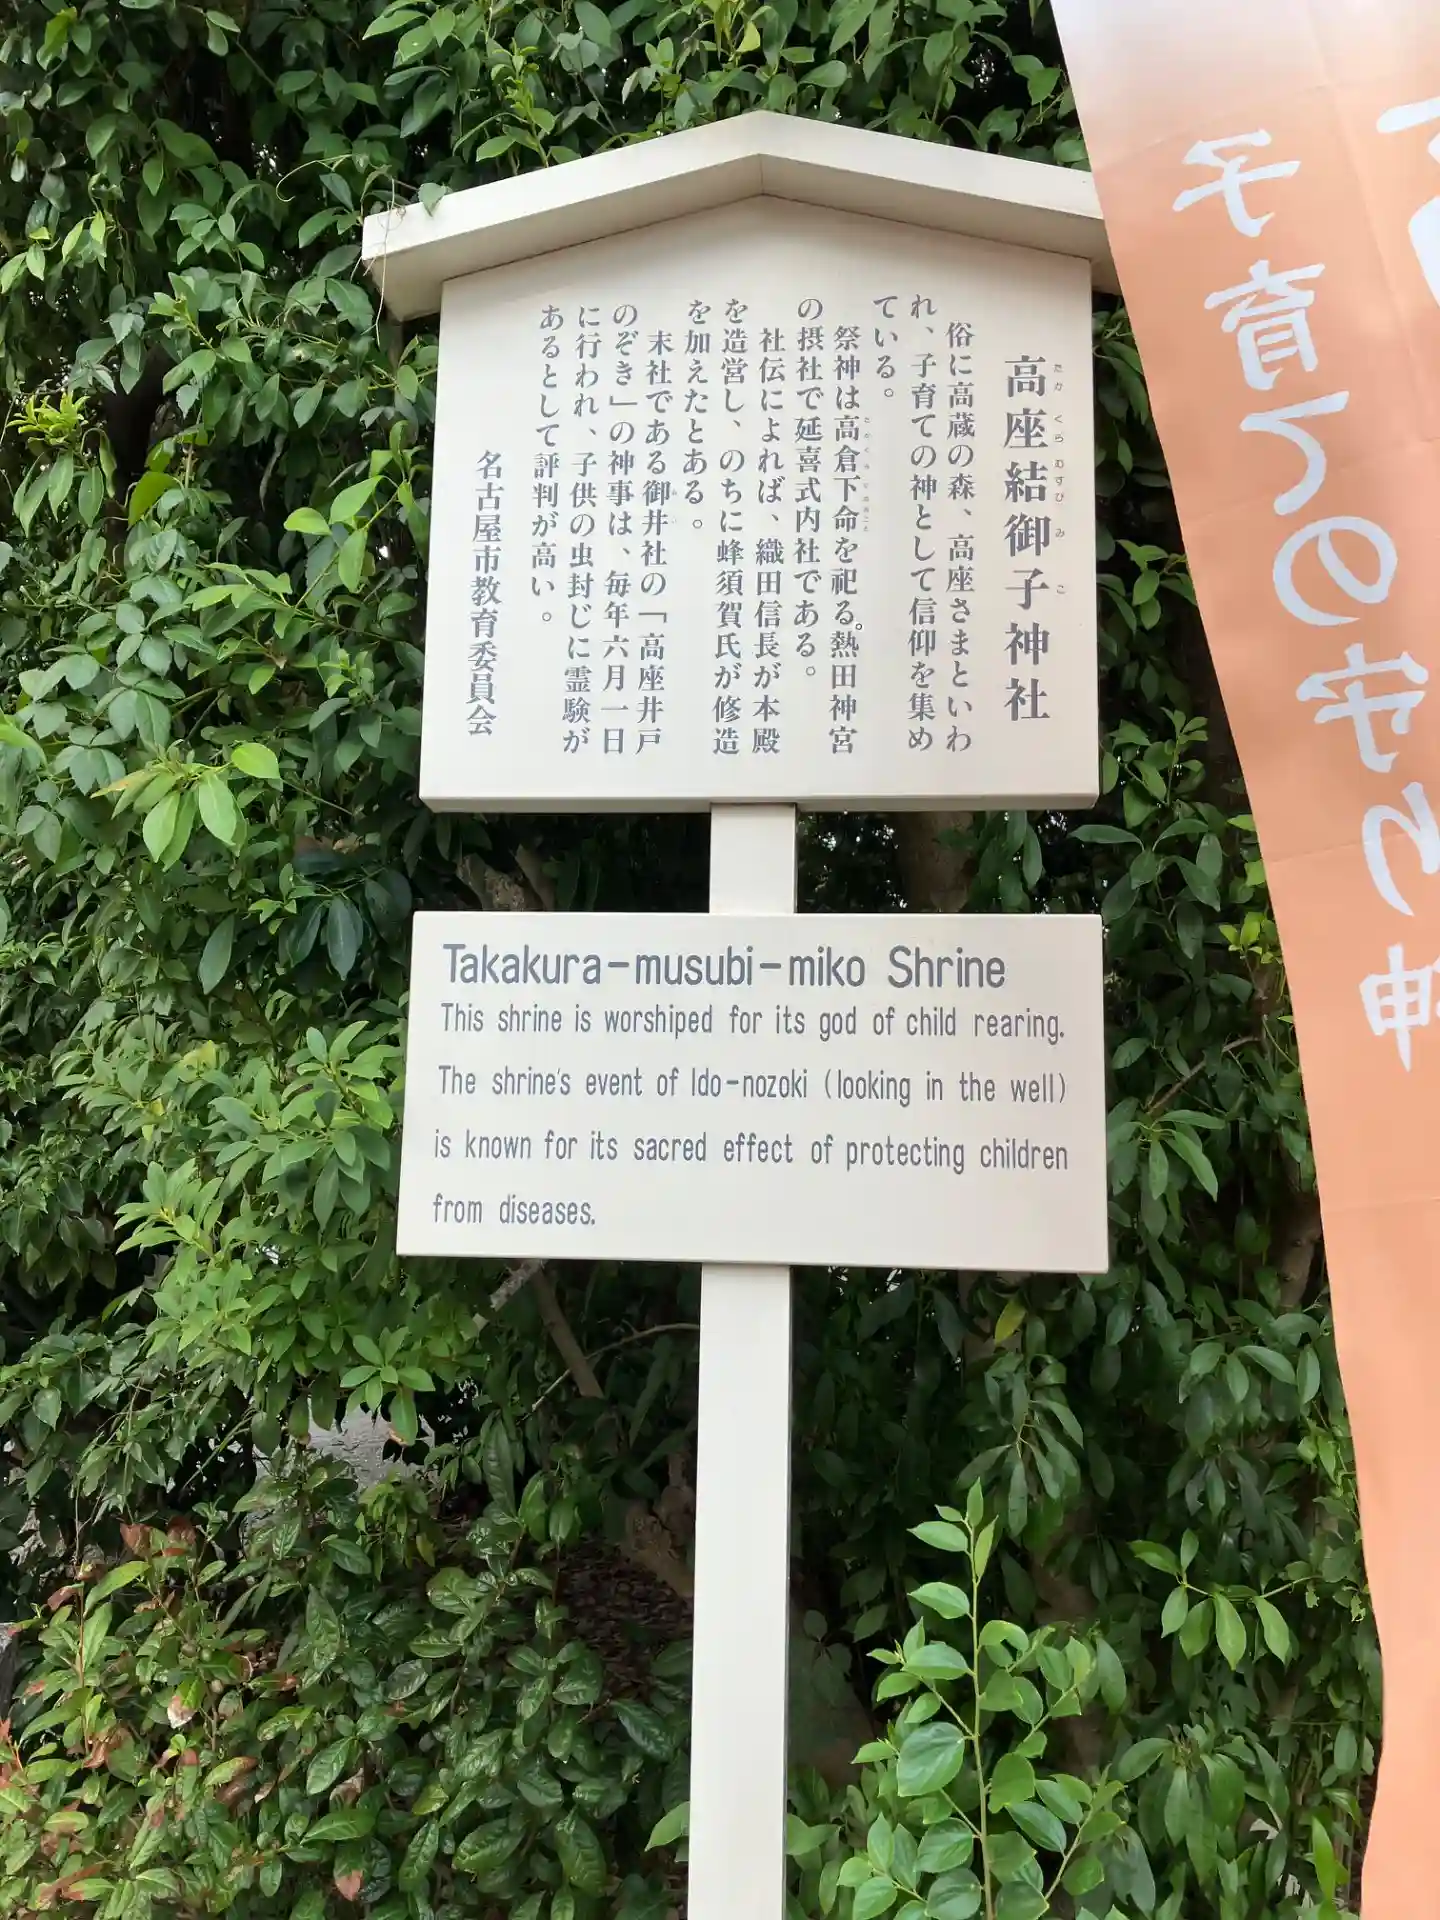 高座結御子神社
たかくらむすびみこ
俗に高蔵の森、高座さまといわ
れ、子育ての神として信仰を集め
ている。
祭神は高倉下命を祀る。熱田神宮
の摂社で延喜式内社である。
社伝によれば、織田信長が本殿
を造営し、のちに蜂須賀氏が修造
を加えたとある。
末社である御井社の「高座井戸
のぞき」の神事は、毎年六月一日
に行われ、子供の虫封じに霊験が
あるとして評判が高い。
名古屋市教育委員会
Takakura-musubi-miko Shrine
This shrine is worshiped for its god of child rearing.
The shrine's event of Ido-nozoki (looking in the well)
is known for its sacred effect of protecting children
from diseases.
子育ての守り神